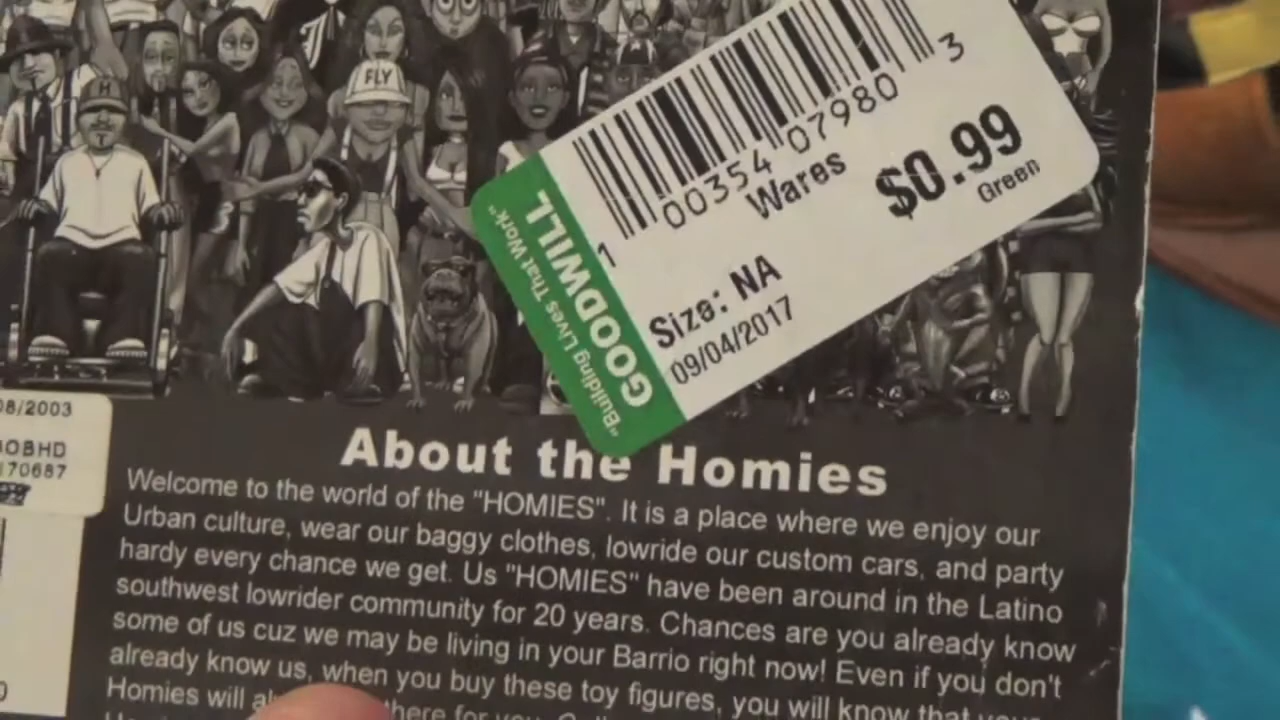 FLY
H
1 00354 07980 3
Wares
$0.99
Green
GOODWILL
"Building Lives That Work"
Size: NA
09/04/2017
08/2003
OBHD
70687
About the Homies
Welcome to the world of the "HOMIES". It is a place where we enjoy our
Urban culture, wear our baggy clothes, lowride our custom cars, and party
hardy every chance we get. Us "HOMIES" have been around in the Latino
southwest lowrider community for 20 years. Chances are you already know
some of us cuz we may be living in your Barrio right now! Even if you don't
already know us, when you buy these toy figures, you will know that your
Homies will there for you.